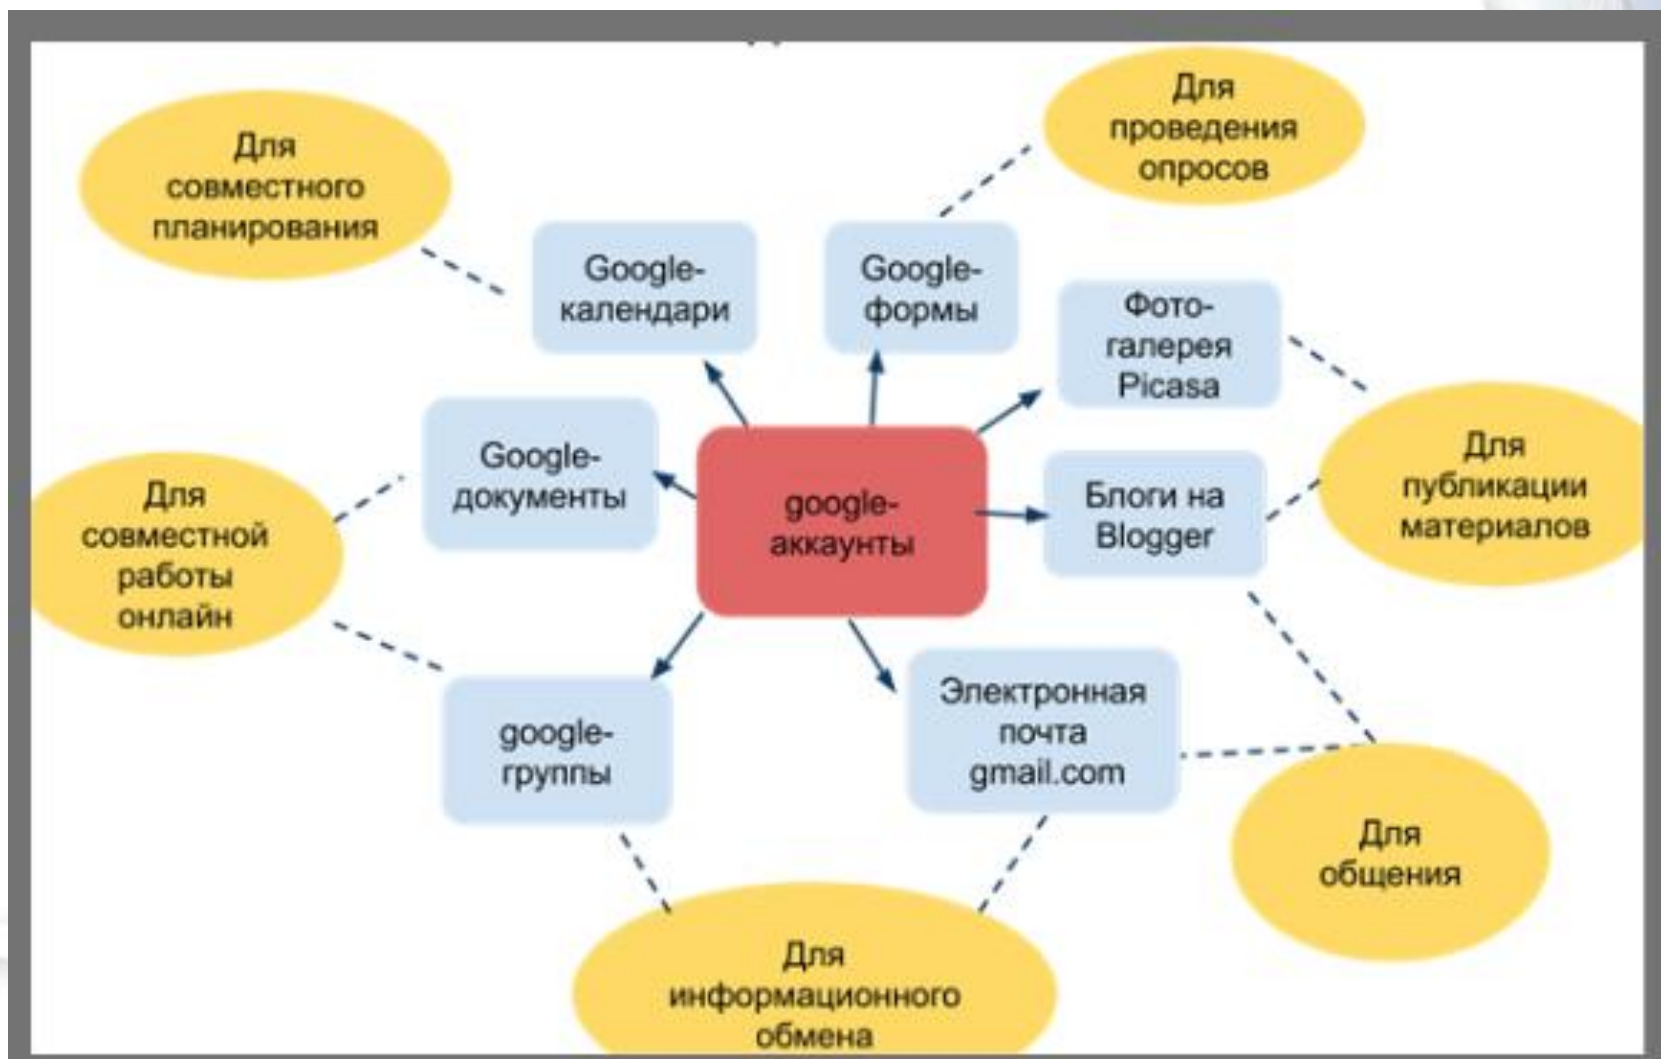 Для
проведения
опросов
Для
совместного
планирования
Google-
календари
Google-
формы
Фото-
галерея
Picasa
Google-
документы
Для
публикации
материалов
Для
совместной
работы
онлайн
google-
аккаунты
Блоги на
Blogger
google-
группы
Электронная
почта
gmail.com
Для
общения
Для
информационного
обмена